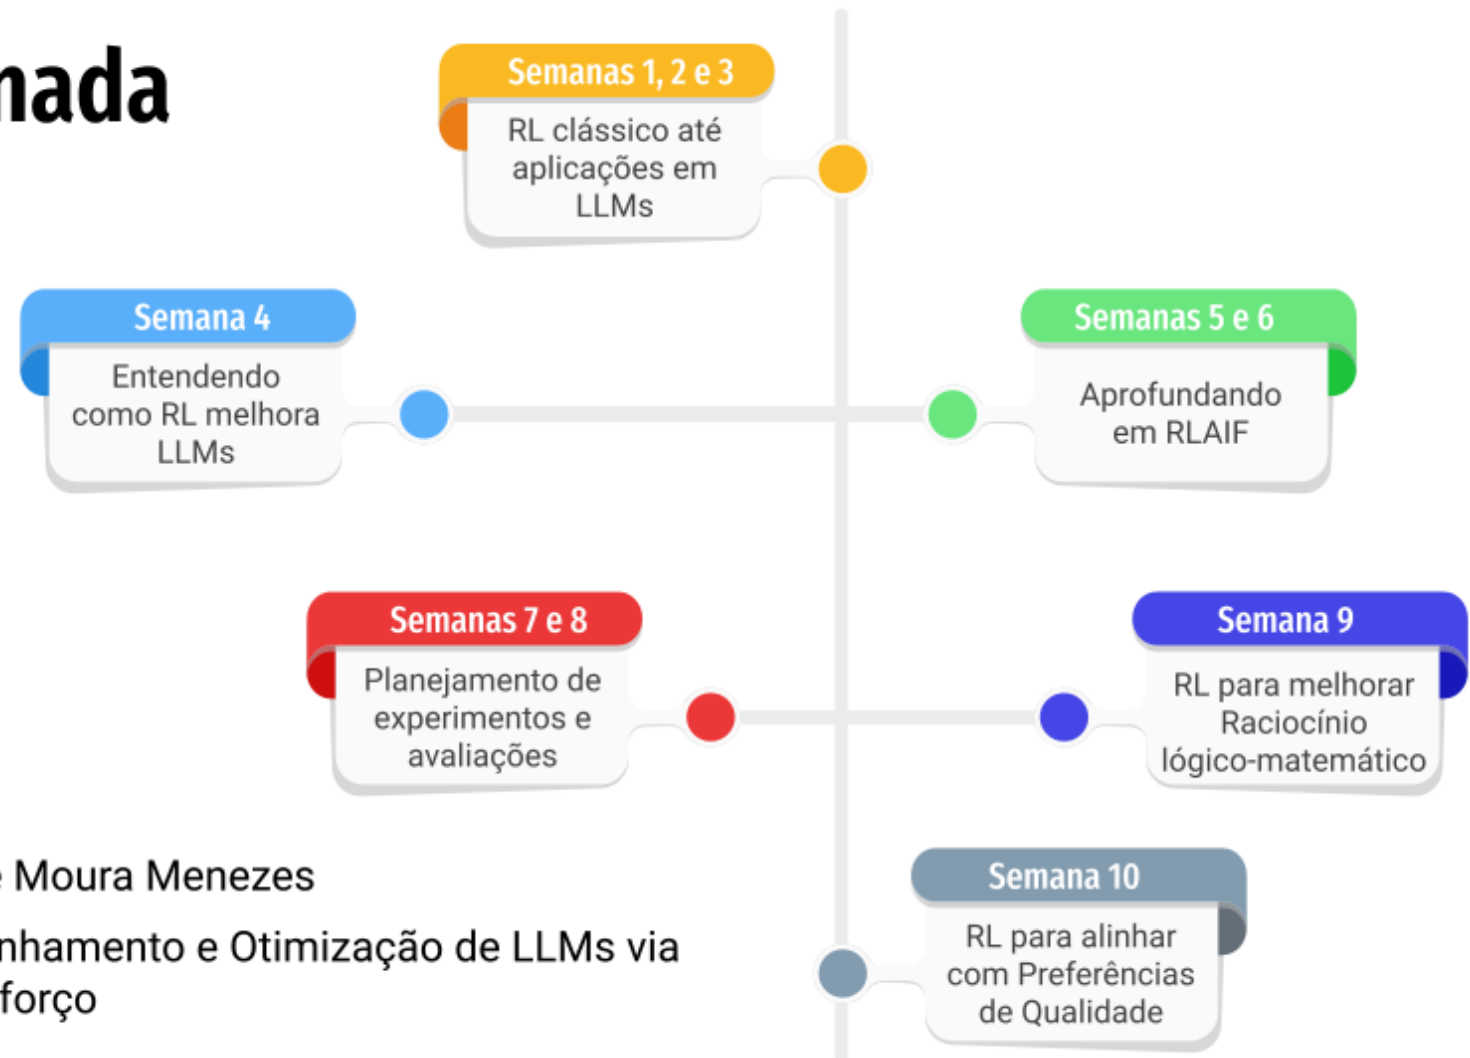 nada
Semanas 1, 2 e 3
RL clássico até
aplicações em
LLMs
Semana 4
Entendendo
como RL melhora
LLMs
Semanas 5 e 6
Aprofundando
em RLAIF
Semanas 7 e 8
Planejamento de
experimentos e
avaliações
Semana 9
RL para melhorar
Raciocínio
lógico-matemático
e Moura Menezes
nhamento e Otimização de LLMs via
forço
Semana 10
RL para alinhar
com Preferências
de Qualidade